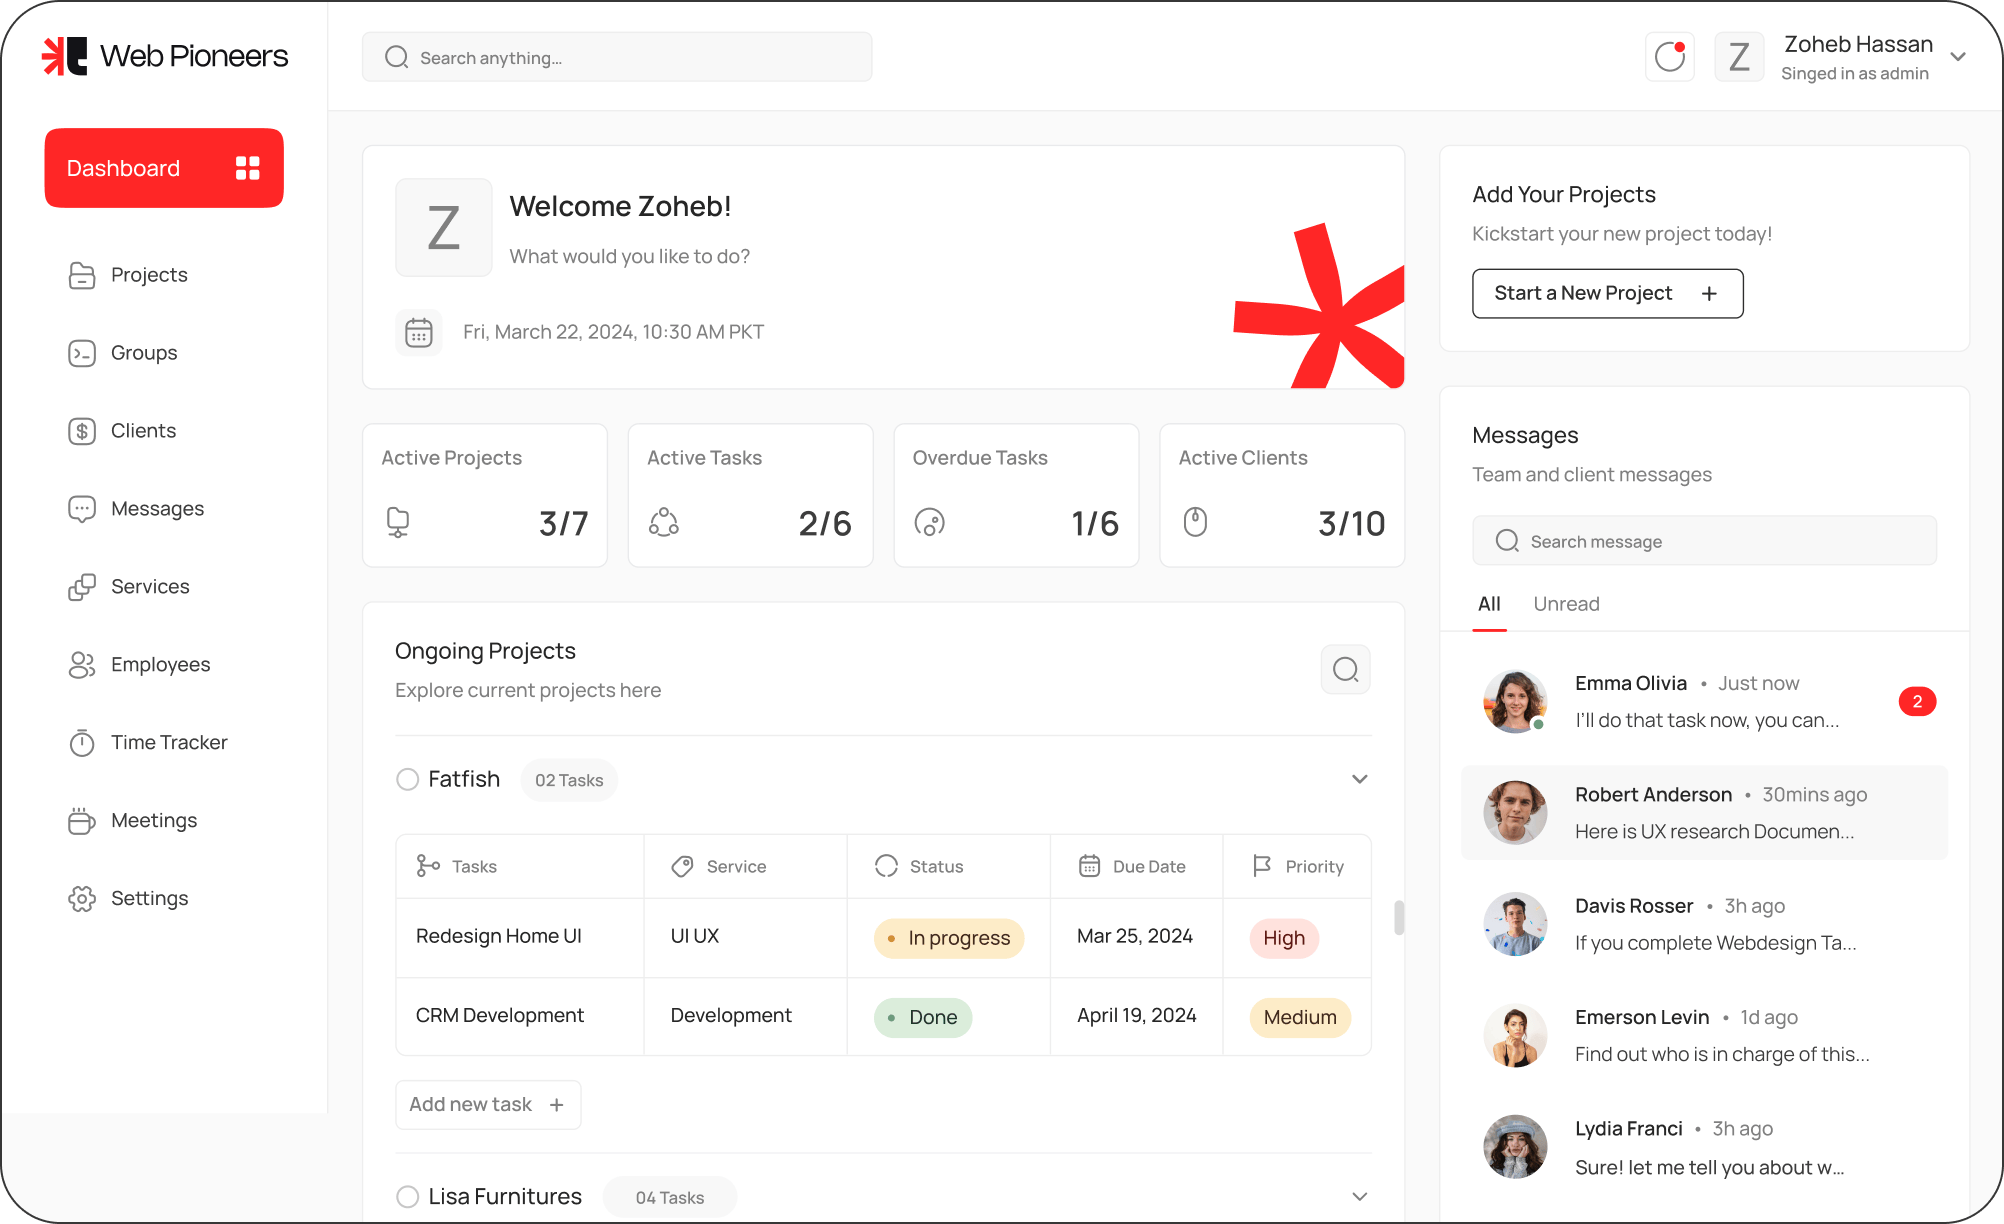 Web Pioneers
Search anything...
Z
Zoheb Hassan
Singed in as admin
Dashboard
Projects
Groups
Clients
Messages
Services
Employees
Time Tracker
Meetings
Settings
Z
Welcome Zoheb!
What would you like to do?
Fri, March 22, 2024, 10:30 AM PKT
Active Projects
3/7
Active Tasks
2/6
Overdue Tasks
1/6
Active Clients
3/10
Ongoing Projects
Explore current projects here
Fatfish
02 Tasks
Tasks Service Status Due Date Priority
Redesign Home UI UI UX In progress Mar 25, 2024 High
CRM Development Development Done April 19, 2024 Medium
Add new task +
Lisa Furnitures
04 Tasks
Add Your Projects
Kickstart your new project today!
Start a New Project +
Messages
Team and client messages
Search message
All Unread
Emma Olivia • Just now
I'll do that task now, you can...
2
Robert Anderson • 30mins ago
Here is UX research Documen...
Davis Rosser • 3h ago
If you complete Webdesign Ta...
Emerson Levin • 1d ago
Find out who is in charge of this...
Lydia Franci • 3h ago
Sure! let me tell you about w...